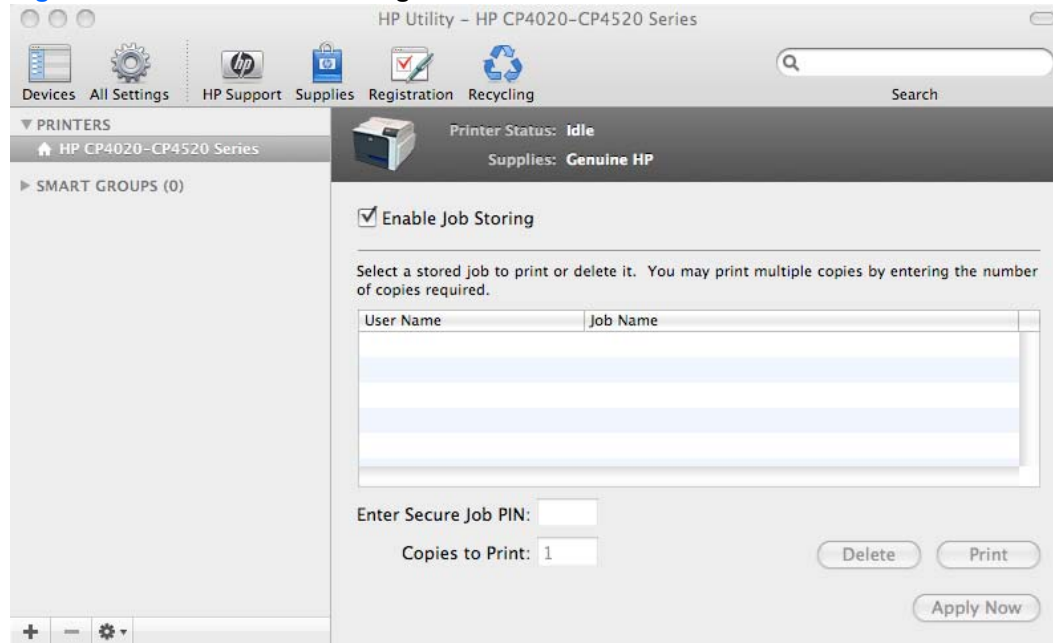 HP Utility – HP CP4020–CP4520 Series
Devices All Settings HP Support Supplies Registration Recycling Search
PRINTERS
HP CP4020–CP4520 Series
SMART GROUPS (0)
Printer Status: Idle
Supplies: Genuine HP
Enable Job Storing
Select a stored job to print or delete it. You may print multiple copies by entering the number
of copies required.
User Name Job Name
Enter Secure Job PIN:
Copies to Print: 1
Delete Print
Apply Now